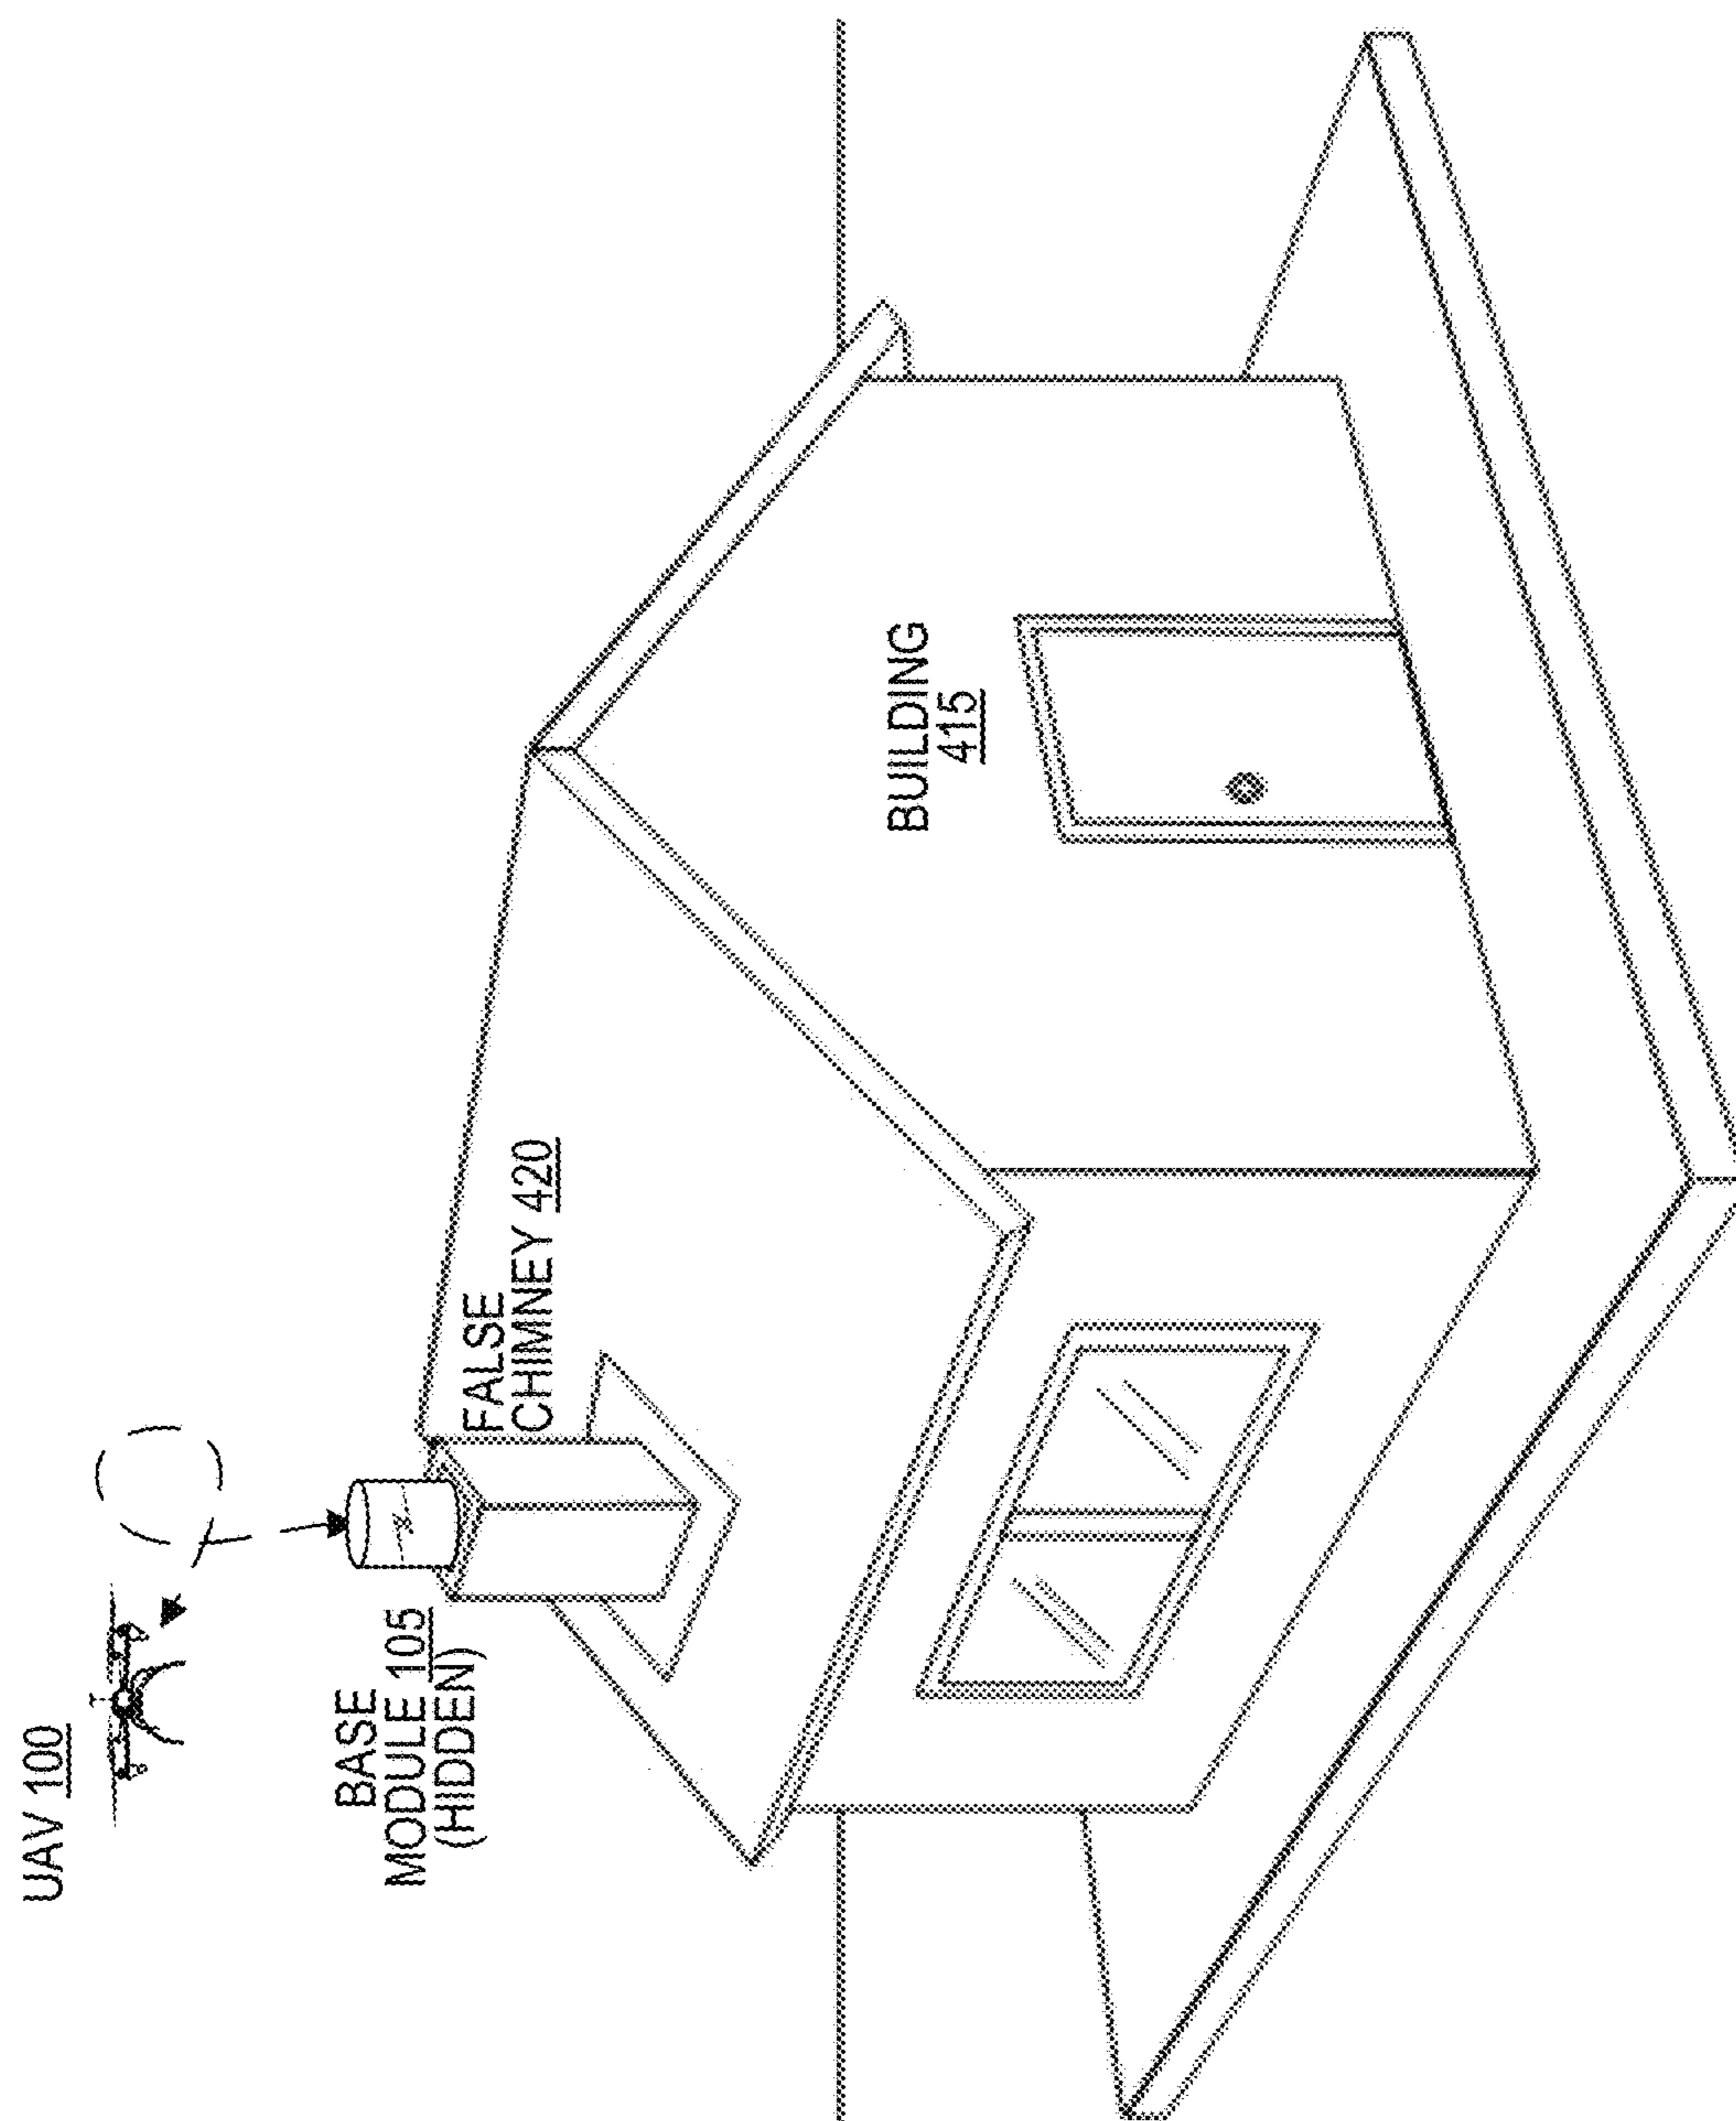 UAV 100
BASE
MODULE 105
(HIDDEN)
FALSE
CHIMNEY 420
BUILDING
415